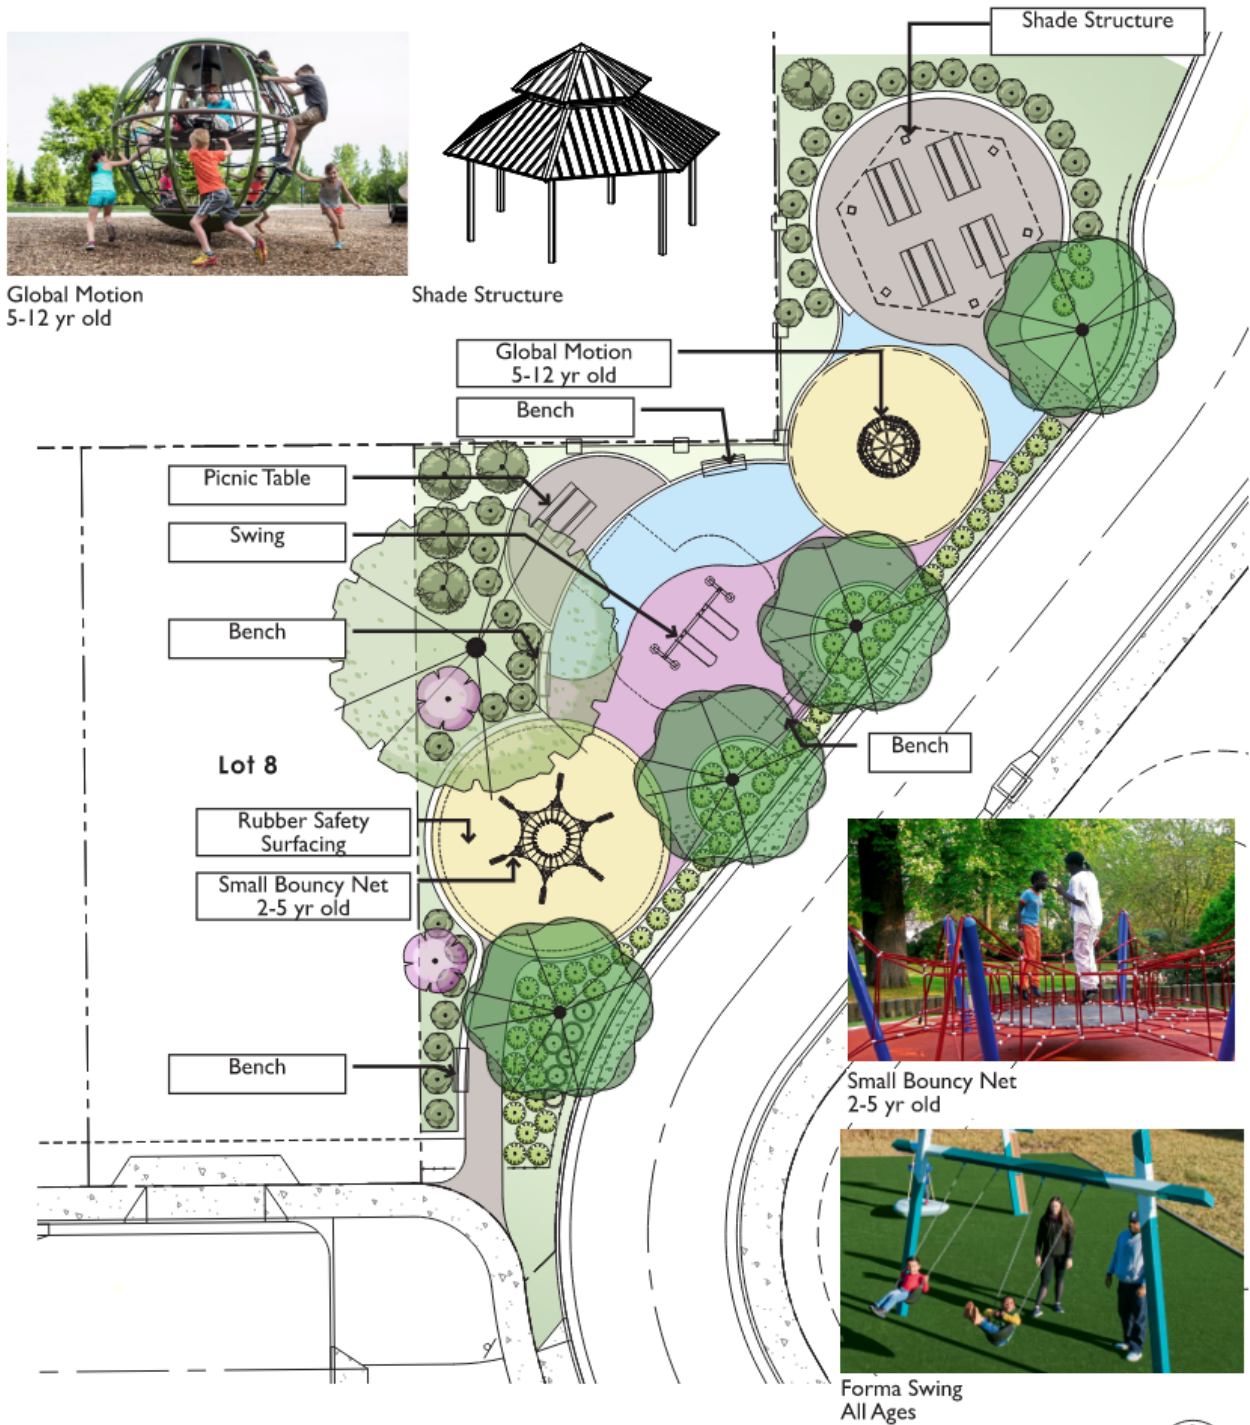 Shade Structure
Global Motion
5-12 yr old
Shade Structure
Global Motion
5-12 yr old
Bench
Picnic Table
Swing
Bench
Bench
Lot 8
Rubber Safety
Surfacing
Small Bouncy Net
2-5 yr old
Bench
Small Bouncy Net
2-5 yr old
Forma Swing
All Ages